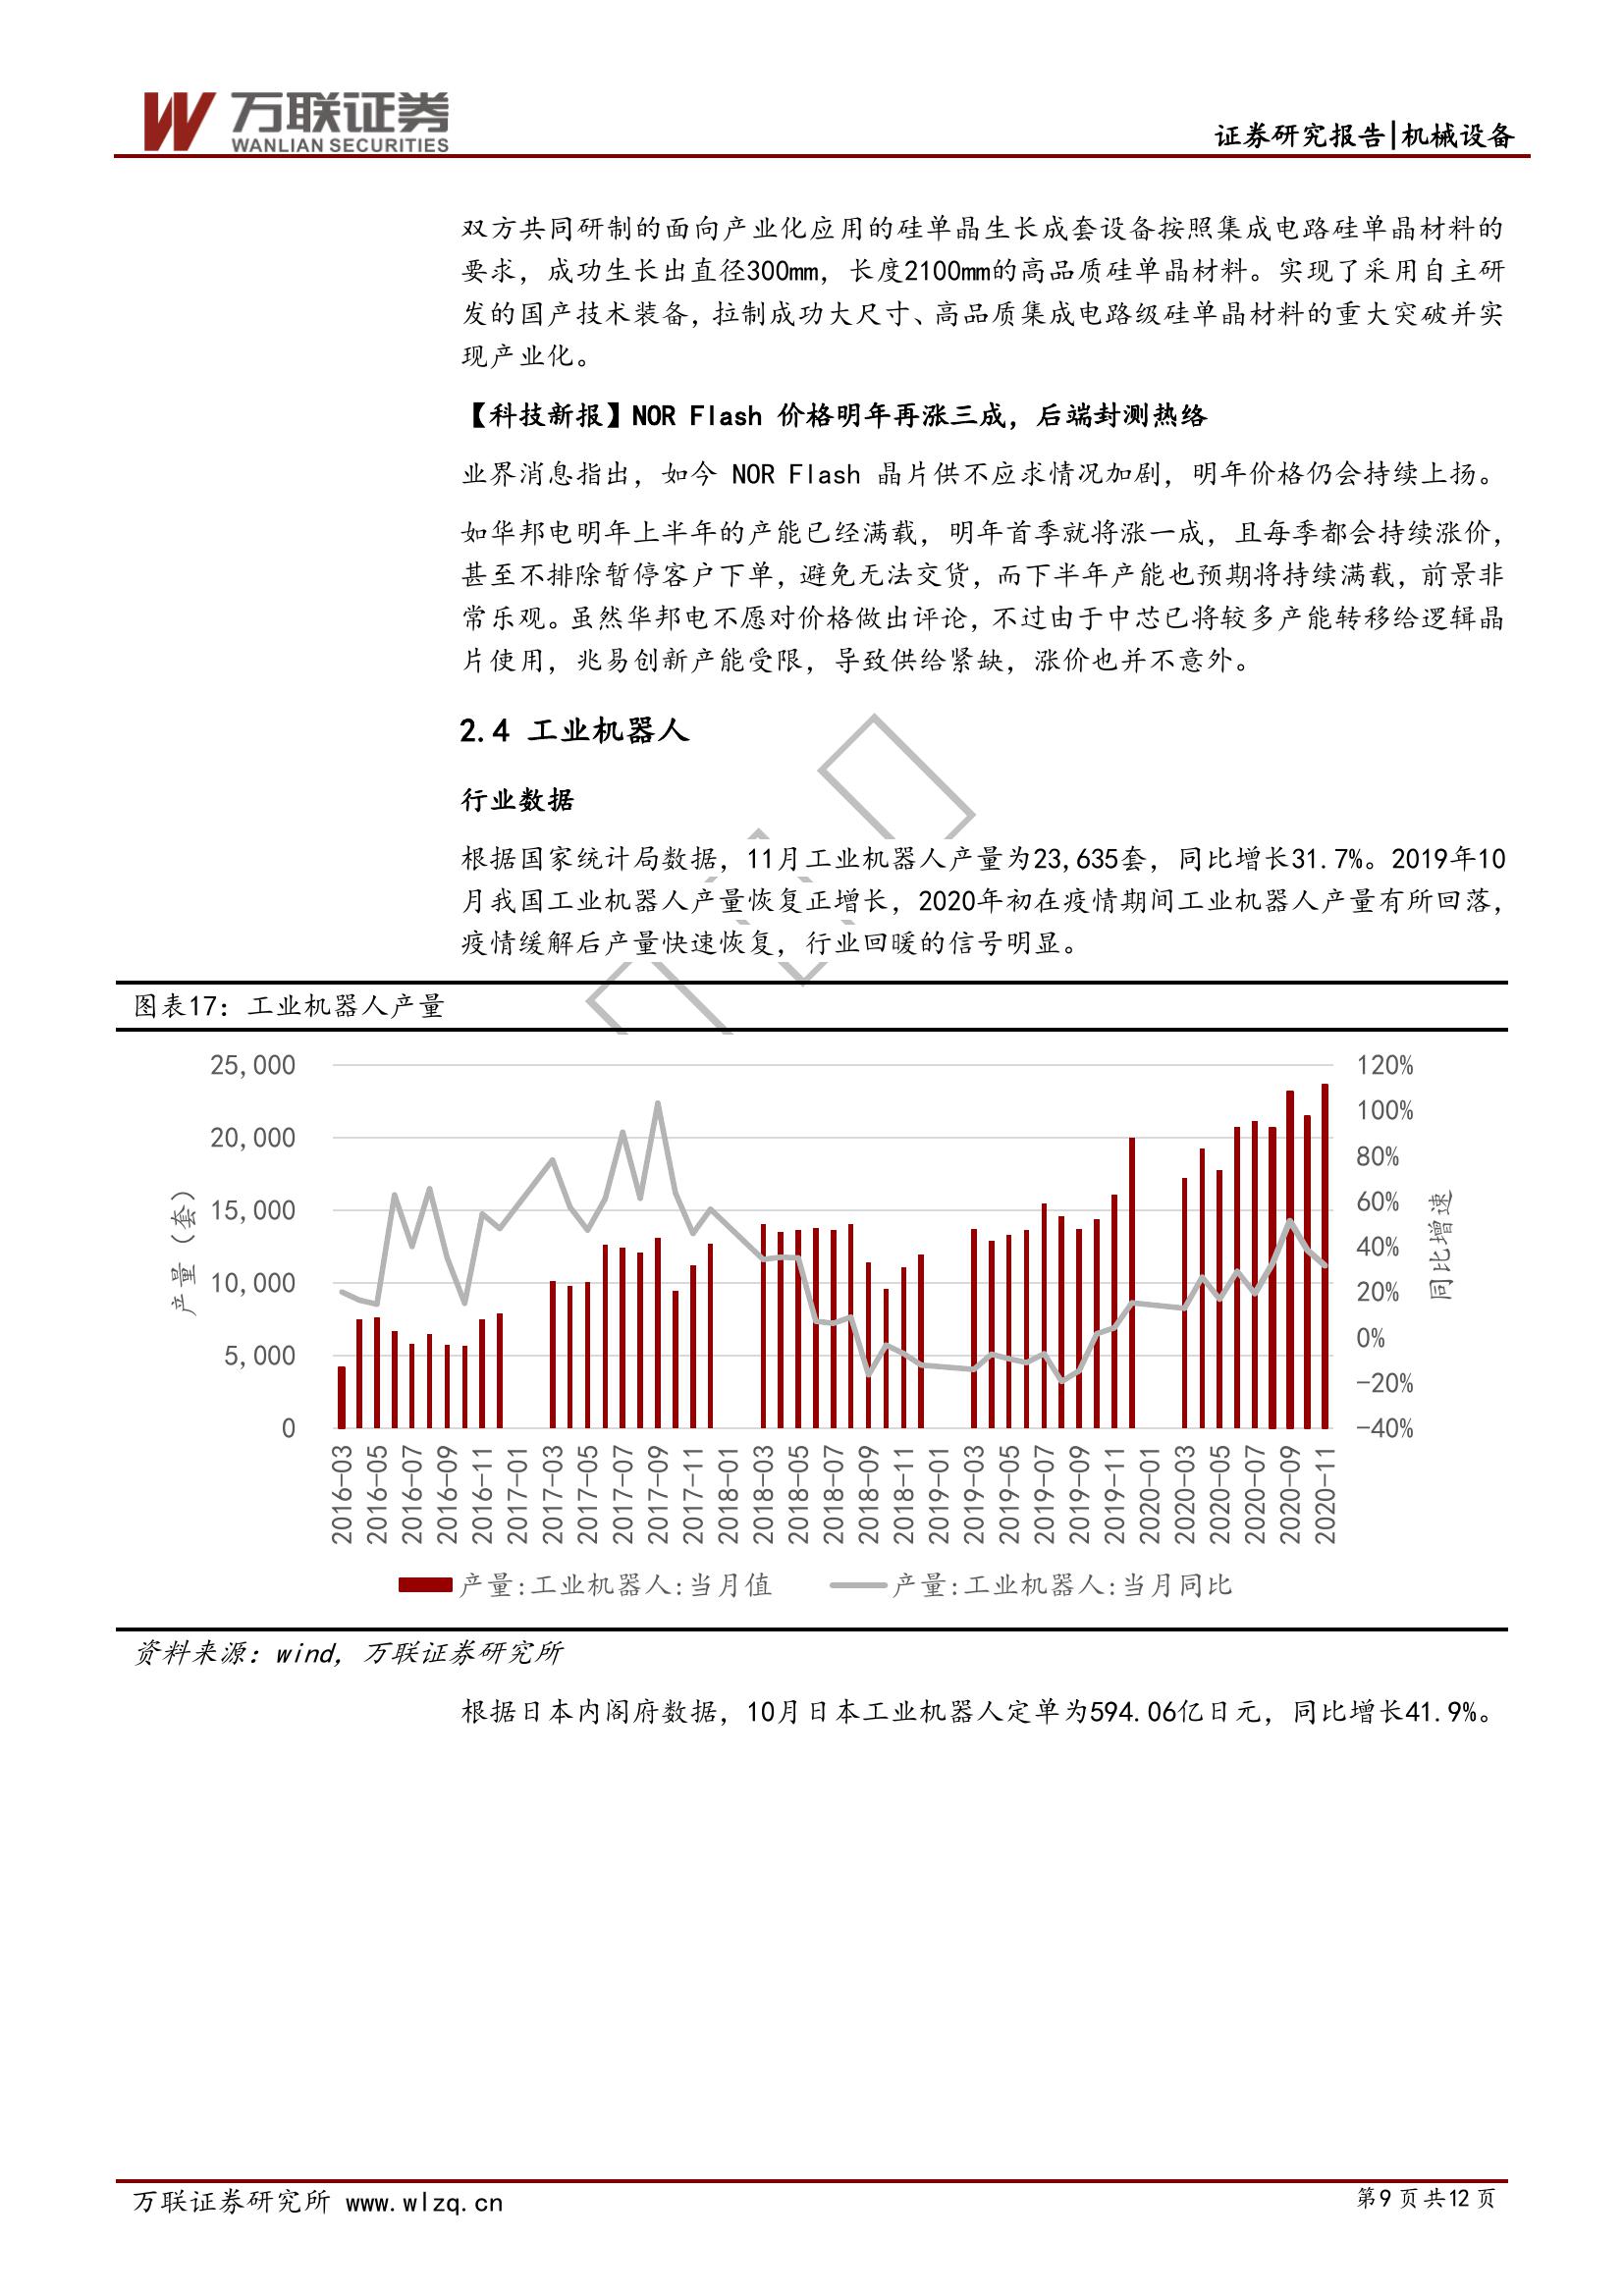 万联证券
WANLIAN SECURITIES
证券研究报告|机械设备
双方共同研制的面向产业化应用的硅单晶生长成套设备按照集成电路硅单晶材料的
要求，成功生长出直径300mm，长度2100mm的高品质硅单晶材料。实现了采用自主研
发的国产技术装备，拉制成功大尺寸、高品质集成电路级硅单晶材料的重大突破并实
现产业化。
【科技新报】NOR Flash 价格明年再涨三成，后端封测热络
业界消息指出，如今 NOR Flash 晶片供不应求情况加剧，明年价格仍会持续上扬。
如华邦电明年上半年的产能已经满载，明年首季就将涨一成，且每季都会持续涨价，
甚至不排除暂停客户下单，避免无法交货，而下半年产能也预期将持续满载，前景非
常乐观。虽然华邦电不愿对价格做出评论，不过由于中芯已将较多产能转移给逻辑晶
片使用，兆易创新产能受限，导致供给紧缺，涨价也并不意外。
2.4 工业机器人
行业数据
根据国家统计局数据，11月工业机器人产量为23,635套，同比增长31.7%。2019年10
月我国工业机器人产量恢复正增长，2020年初在疫情期间工业机器人产量有所回落，
疫情缓解后产量快速恢复，行业回暖的信号明显。
图表17：工业机器人产量
25,000
20,000
15,000
10,000
5,000
0
产量（套）
120%
100%
80%
60%
40%
20%
0%
-20%
-40%
同比增速
2016-03
2016-05
2016-07
2016-09
2016-11
2017-01
2017-03
2017-05
2017-07
2017-09
2017-11
2018-01
2018-03
2018-05
2018-07
2018-09
2018-11
2019-01
2019-03
2019-05
2019-07
2019-09
2019-11
2020-01
2020-03
2020-05
2020-07
2020-09
2020-11
产量:工业机器人:当月值
产量:工业机器人:当月同比
资料来源：wind，万联证券研究所
根据日本内阁府数据，10月日本工业机器人定单为594.06亿日元，同比增长41.9%。
万联证券研究所 www.wlzq.cn
第9页共12页